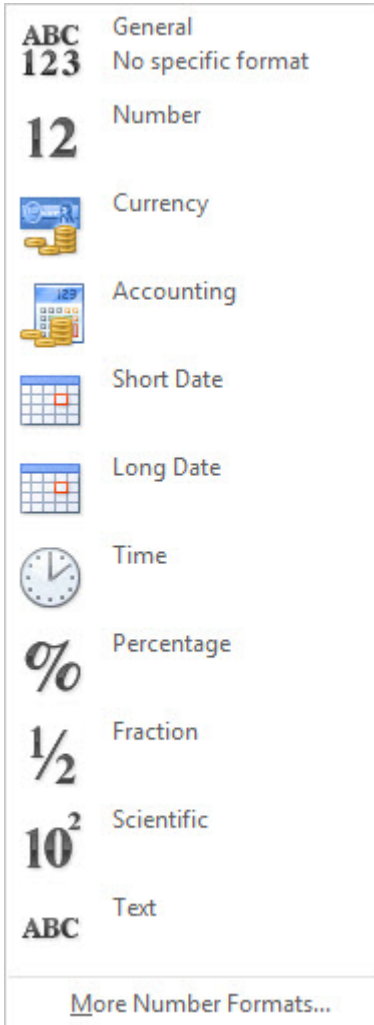 ABC
123
General
No specific format
12
Number
Currency
123
Accounting
Short Date
Long Date
Time
%
Percentage
1/2
Fraction
10²
Scientific
ABC
Text
More Number Formats...